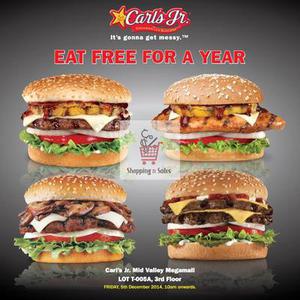 Carl's Jr.
It's gonna get messy.™
EAT FREE FOR A YEAR
Shopping n Sales
Carl's Jr. Mid Valley Megamall
LOT T-005A, 3rd Floor
FRIDAY, 5th December 2014, 10am onwards.